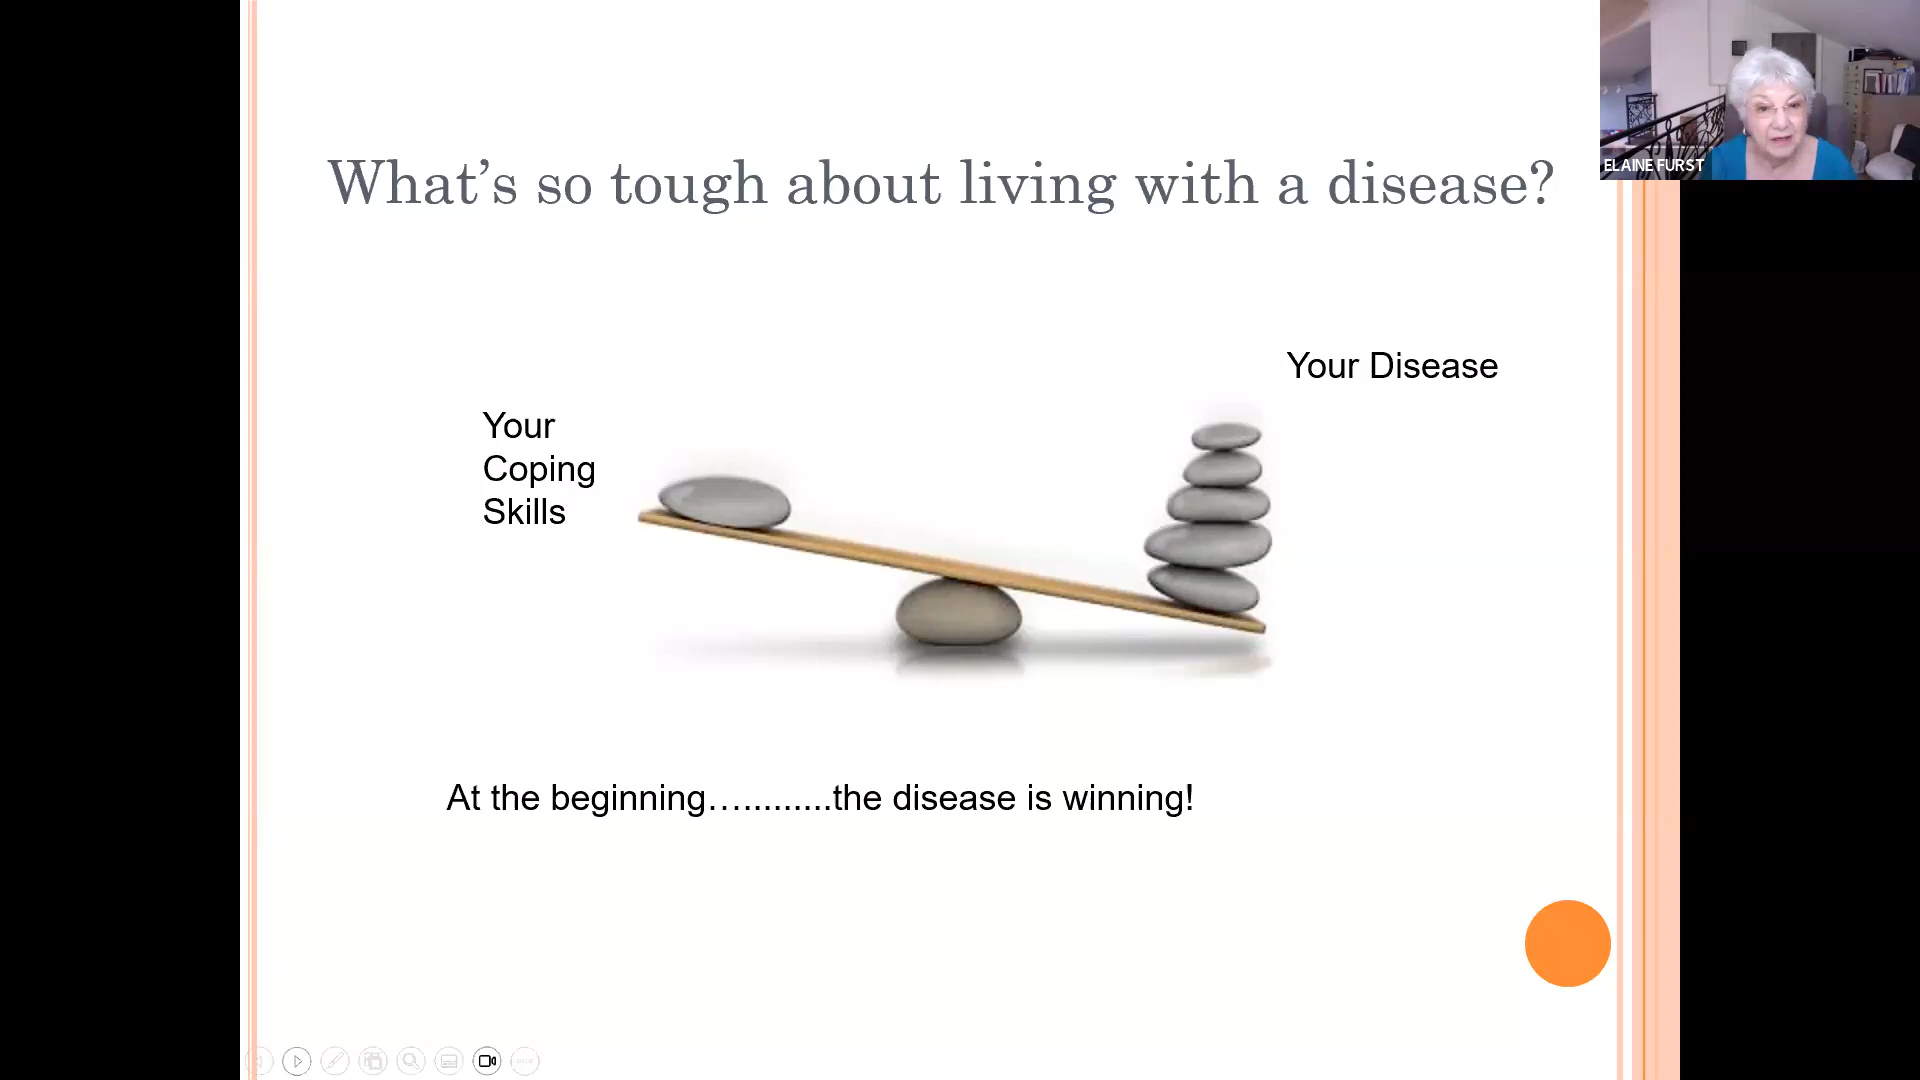 What’s so tough about living with a disease?
Your Disease
Your
Coping
Skills
At the beginning….........the disease is winning!
ELAINE FURST